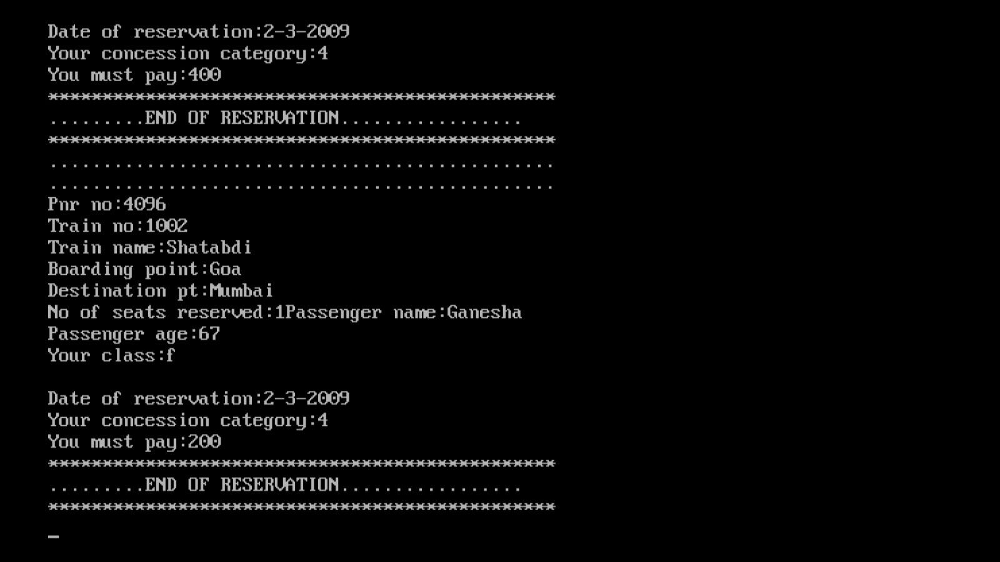 Date of reservation:2-3-2009
Your concession category:4
You must pay:400
***********************************************
.........END OF RESERVATION.................
***********************************************
...............................................
...............................................
Pnr no:4096
Train no:1002
Train name:Shatabdi
Boarding point:Goa
Destination pt:Mumbai
No of seats reserved:1Passenger name:Ganesha
Passenger age:67
Your class:f
Date of reservation:2-3-2009
Your concession category:4
You must pay:200
***********************************************
.........END OF RESERVATION.................
***********************************************
_